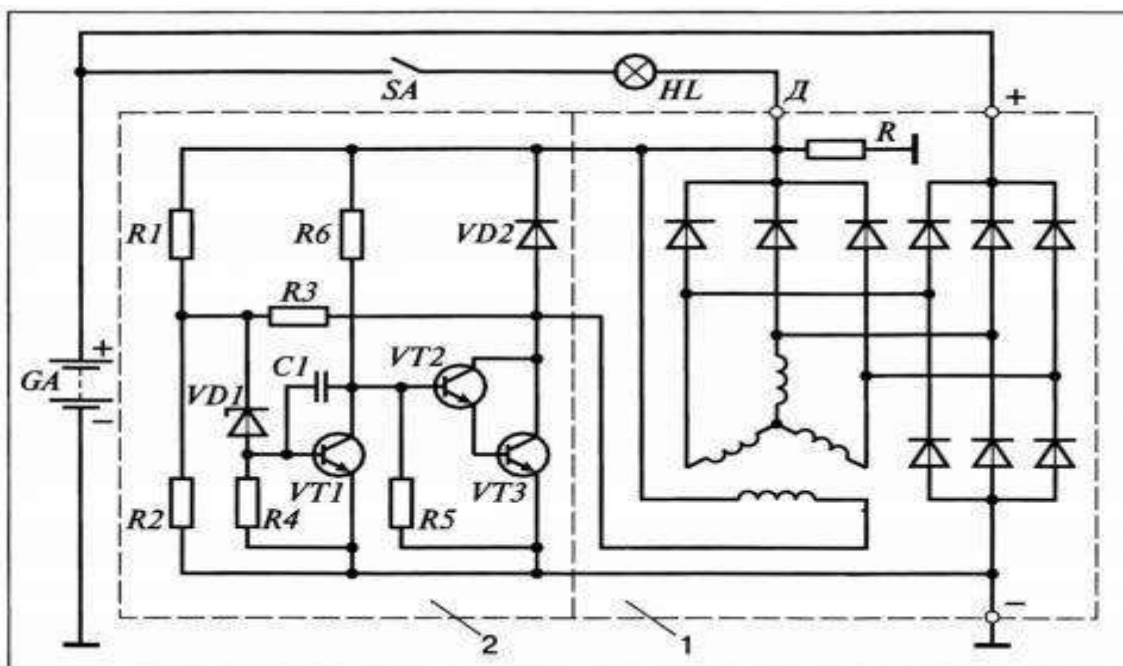 SA
HL
Д
+
R
R1
R6
VD2
R3
VT2
C1
+
GA
VD1
−
VT1
VT3
R2
R4
R5
−
2
1